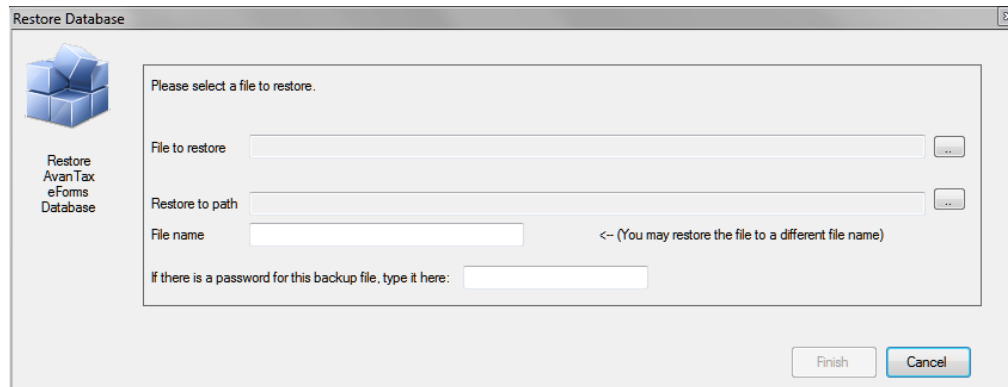 Restore Database
Restore
AvanTax
eForms
Database
Please select a file to restore.
File to restore
..
Restore to path
..
File name
<-- (You may restore the file to a different file name)
If there is a password for this backup file, type it here:
Finish
Cancel